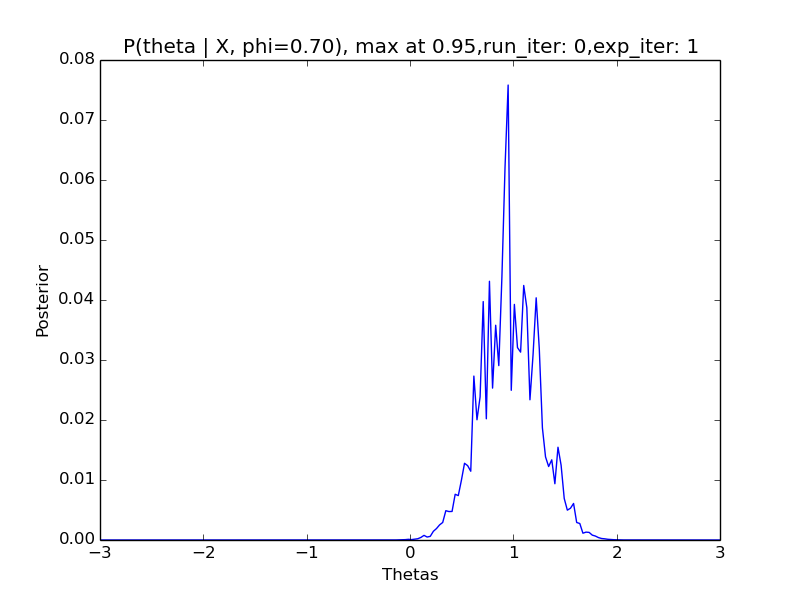 P(theta | X, phi=0.70), max at 0.95,run_iter: 0,exp_iter: 1
0.08
0.07
0.06
0.05
0.04
0.03
0.02
0.01
0.00
Posterior
−3 −2 −1 0 1 2 3
Thetas